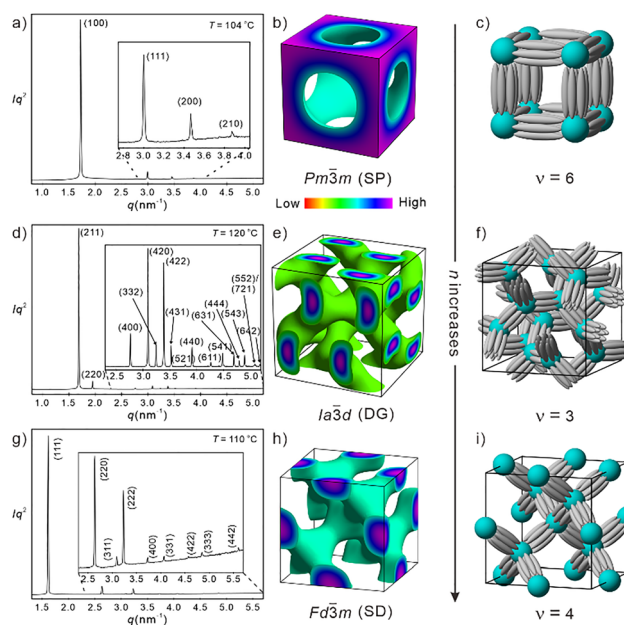 a)
T = 104 °C
(100)
(111)
(200)
(210)
2.8 3.0 3.2 3.4 3.6 3.8 4.0
Iq²
1.0 1.5 2.0 2.5 3.0 3.5 4.0 4.5 5.0
q(nm⁻¹)
b)
Pm3̄m (SP)
Low High
c)
ν = 6
d)
T = 120 °C
(211)
(420)
(422)
(332)
(431)
(400)
(521)
(440)
(631)
(611)
(541)
(444)
(543)
(552)/
(721)
(642)
2.5 3.0 3.5 4.0 4.5 5.0
(220)
Iq²
1.0 1.5 2.0 2.5 3.0 3.5 4.0 4.5 5.0
q(nm⁻¹)
e)
Ia3̄d (DG)
n increases
f)
ν = 3
g)
T = 110 °C
(111)
(220)
(222)
(311)
(400)
(331)
(422)
(333)
(442)
2.5 3.0 3.5 4.0 4.5 5.0 5.5
Iq²
1.5 2.0 2.5 3.0 3.5 4.0 4.5 5.0 5.5
q(nm⁻¹)
h)
Fd3̄m (SD)
i)
ν = 4